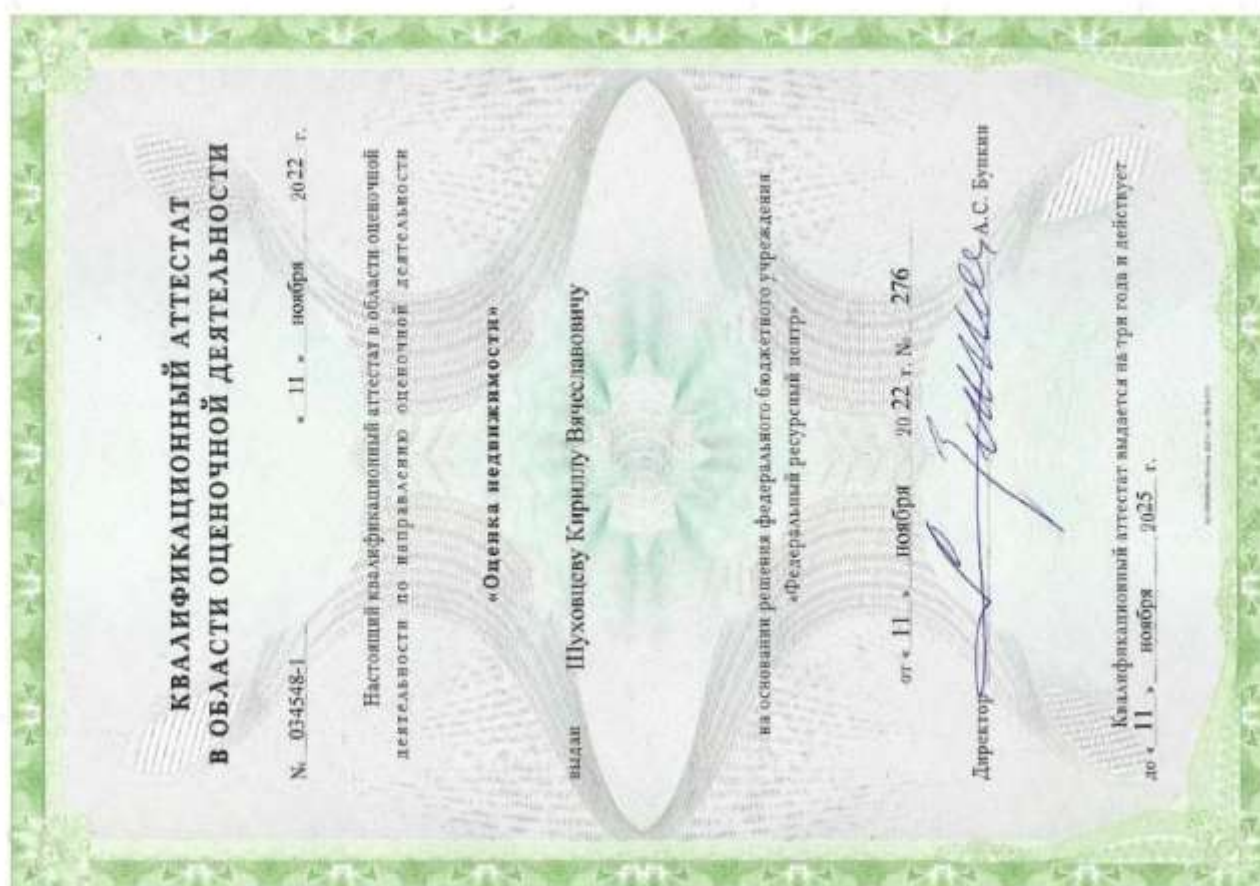 КВАЛИФИКАЦИОННЫЙ АТТЕСТАТ
В ОБЛАСТИ ОЦЕНОЧНОЙ ДЕЯТЕЛЬНОСТИ
№ 034548-1 « 11 » ноября 2022 г.
Настоящий квалификационный аттестат в области оценочной
деятельности по направлению оценочной деятельности
«Оценка недвижимости»
выдан Шуховцеву Кириллу Вячеславовичу
на основании решения федерального бюджетного учреждения
«Федеральный ресурсный центр»
от « 11 » ноября 20 22 г. № 276
Директор А.С. Бункин
Квалификационный аттестат выдается на три года и действует
до « 11 » ноября 2025 г.